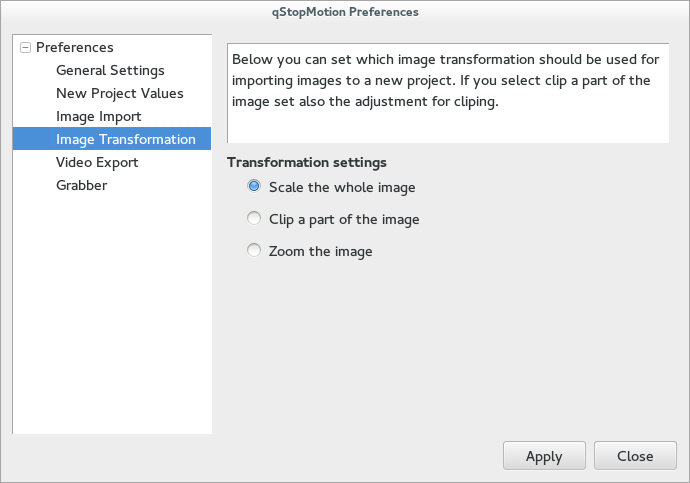 qStopMotion Preferences
Preferences
General Settings
New Project Values
Image Import
Image Transformation
Video Export
Grabber
Below you can set which image transformation should be used for
importing images to a new project. If you select clip a part of the
image set also the adjustment for cliping.
Transformation settings
Scale the whole image
Clip a part of the image
Zoom the image
Apply
Close